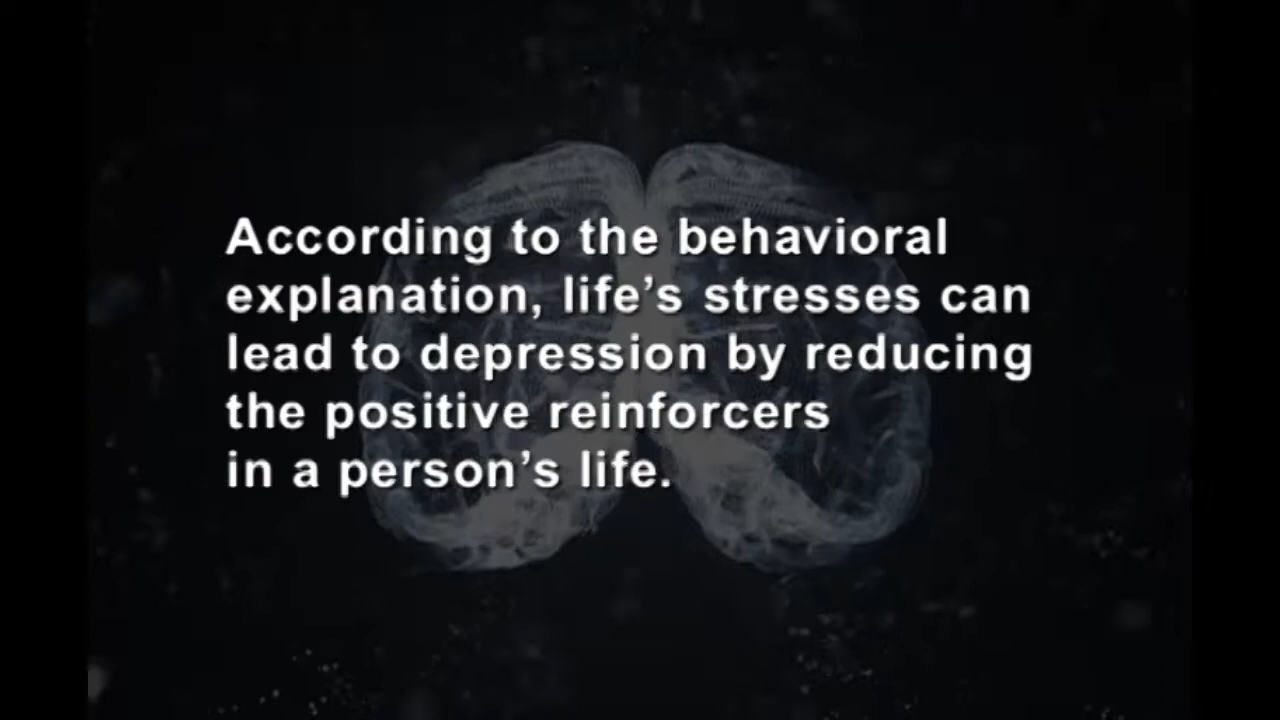 According to the behavioral
explanation, life’s stresses can
lead to depression by reducing
the positive reinforcers
in a person’s life.